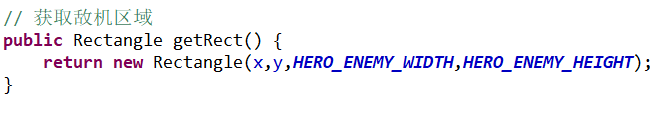 // 获取敌机区域
public Rectangle getRect() {
    return new Rectangle(x,y,HERO_ENEMY_WIDTH,HERO_ENEMY_HEIGHT);
}